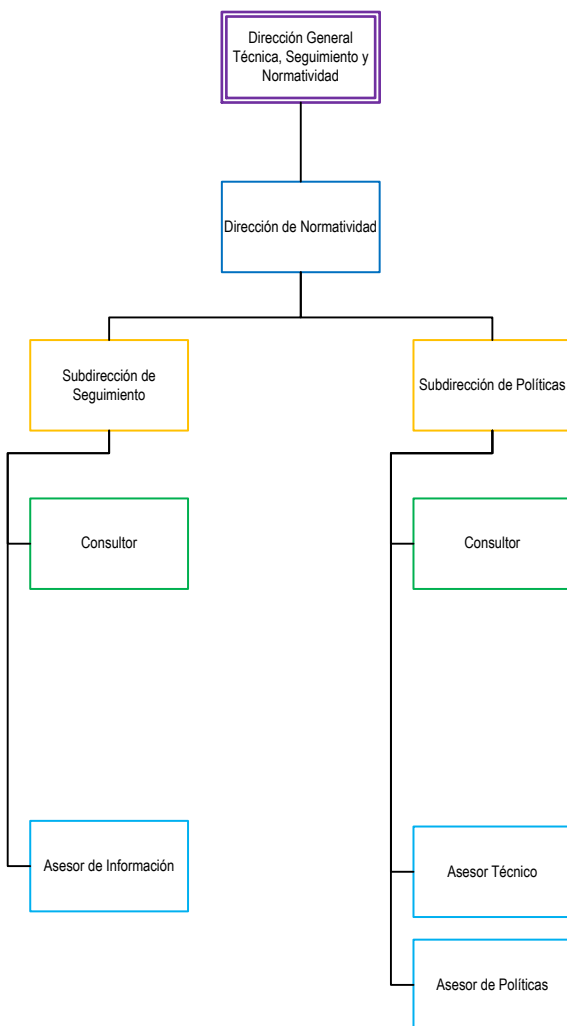 Dirección General
Técnica, Seguimiento y
Normatividad
Dirección de Normatividad
Subdirección de
Seguimiento
Subdirección de Políticas
Consultor
Consultor
Asesor de Información
Asesor Técnico
Asesor de Políticas